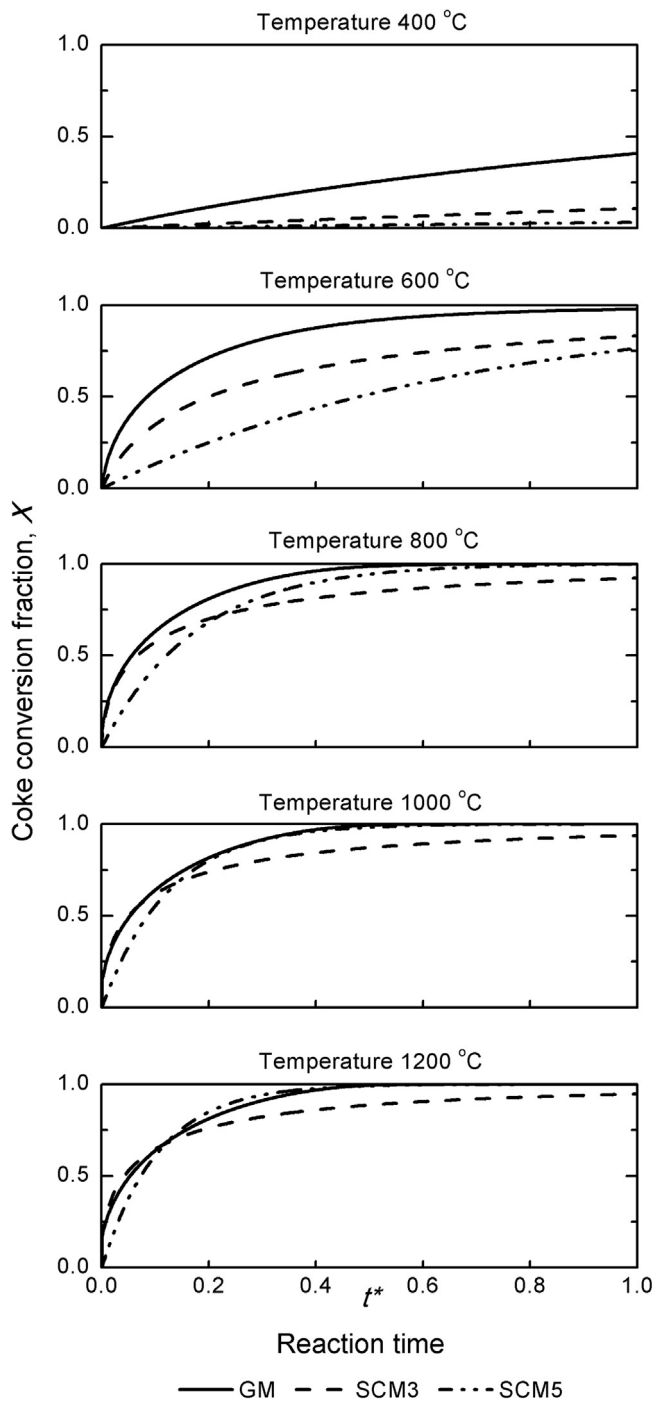 Temperature 400 °C
1.0
0.5
0.0
Temperature 600 °C
1.0
0.5
0.0
Temperature 800 °C
1.0
0.5
0.0
Temperature 1000 °C
1.0
0.5
0.0
Temperature 1200 °C
1.0
0.5
0.0
Coke conversion fraction, X
0.0 0.2 0.4 0.6 0.8 1.0
t*
Reaction time
GM SCM3 SCM5